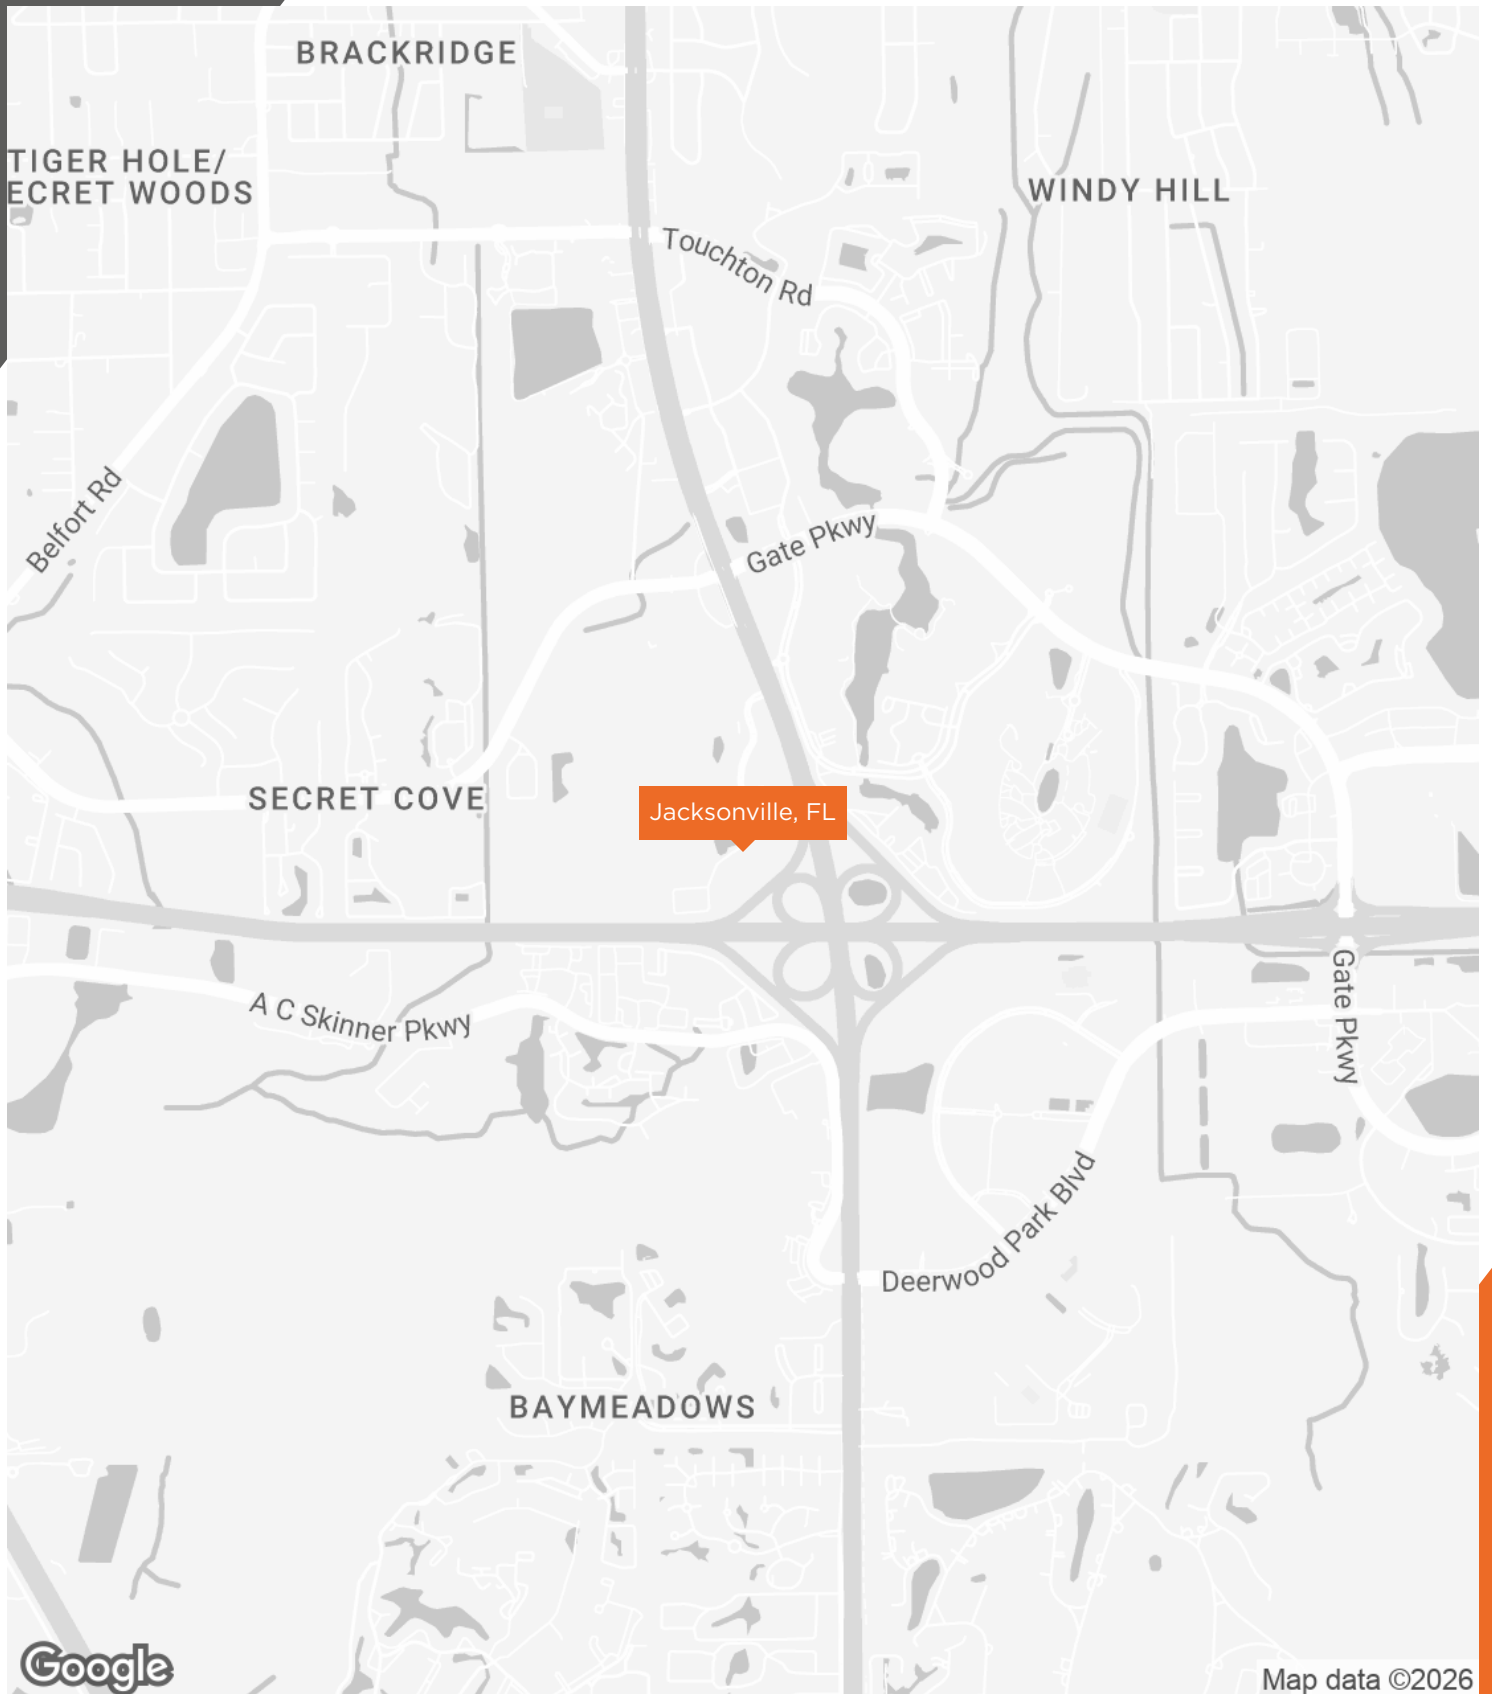 BRACKRIDGE
TIGER HOLE/
ECRET WOODS
WINDY HILL
Touchton Rd
Belfort Rd
Gate Pkwy
SECRET COVE
Jacksonville, FL
A C Skinner Pkwy
Gate Pkwy
Deerwood Park Blvd
BAYMEADOWS
Google
Map data ©2026